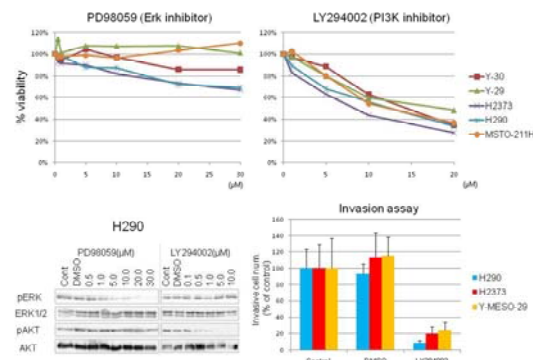 PD98059 (Erk inhibitor)
LY294002 (PI3K inhibitor)
% viability
120%
100%
80%
60%
40%
20%
0%
0 5 10 15 20 25 30
(μM)
120%
100%
80%
60%
40%
20%
0%
0 5 10 15 20
(μM)
Y-30
Y-29
H2373
H290
MSTO-211H
H290
PD98059(μM)
LY294002(μM)
Cont
DMSO
0.5
1.0
5.0
10.0
20.0
30.0
Cont
DMSO
0.1
0.5
1.0
5.0
10.0
pERK
ERK1/2
pAKT
AKT
Invasion assay
Invasive cell num.
(% of control)
160
140
120
100
80
60
40
20
0
H290
H2373
Y-MESO-29